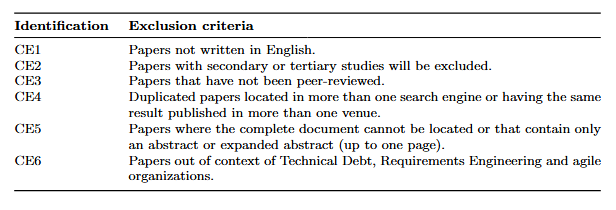 Identification Exclusion criteria
CE1 Papers not written in English.
CE2 Papers with secondary or tertiary studies will be excluded.
CE3 Papers that have not been peer-reviewed.
CE4 Duplicated papers located in more than one search engine or having the same
result published in more than one venue.
CE5 Papers where the complete document cannot be located or that contain only
an abstract or expanded abstract (up to one page).
CE6 Papers out of context of Technical Debt, Requirements Engineering and agile
organizations.